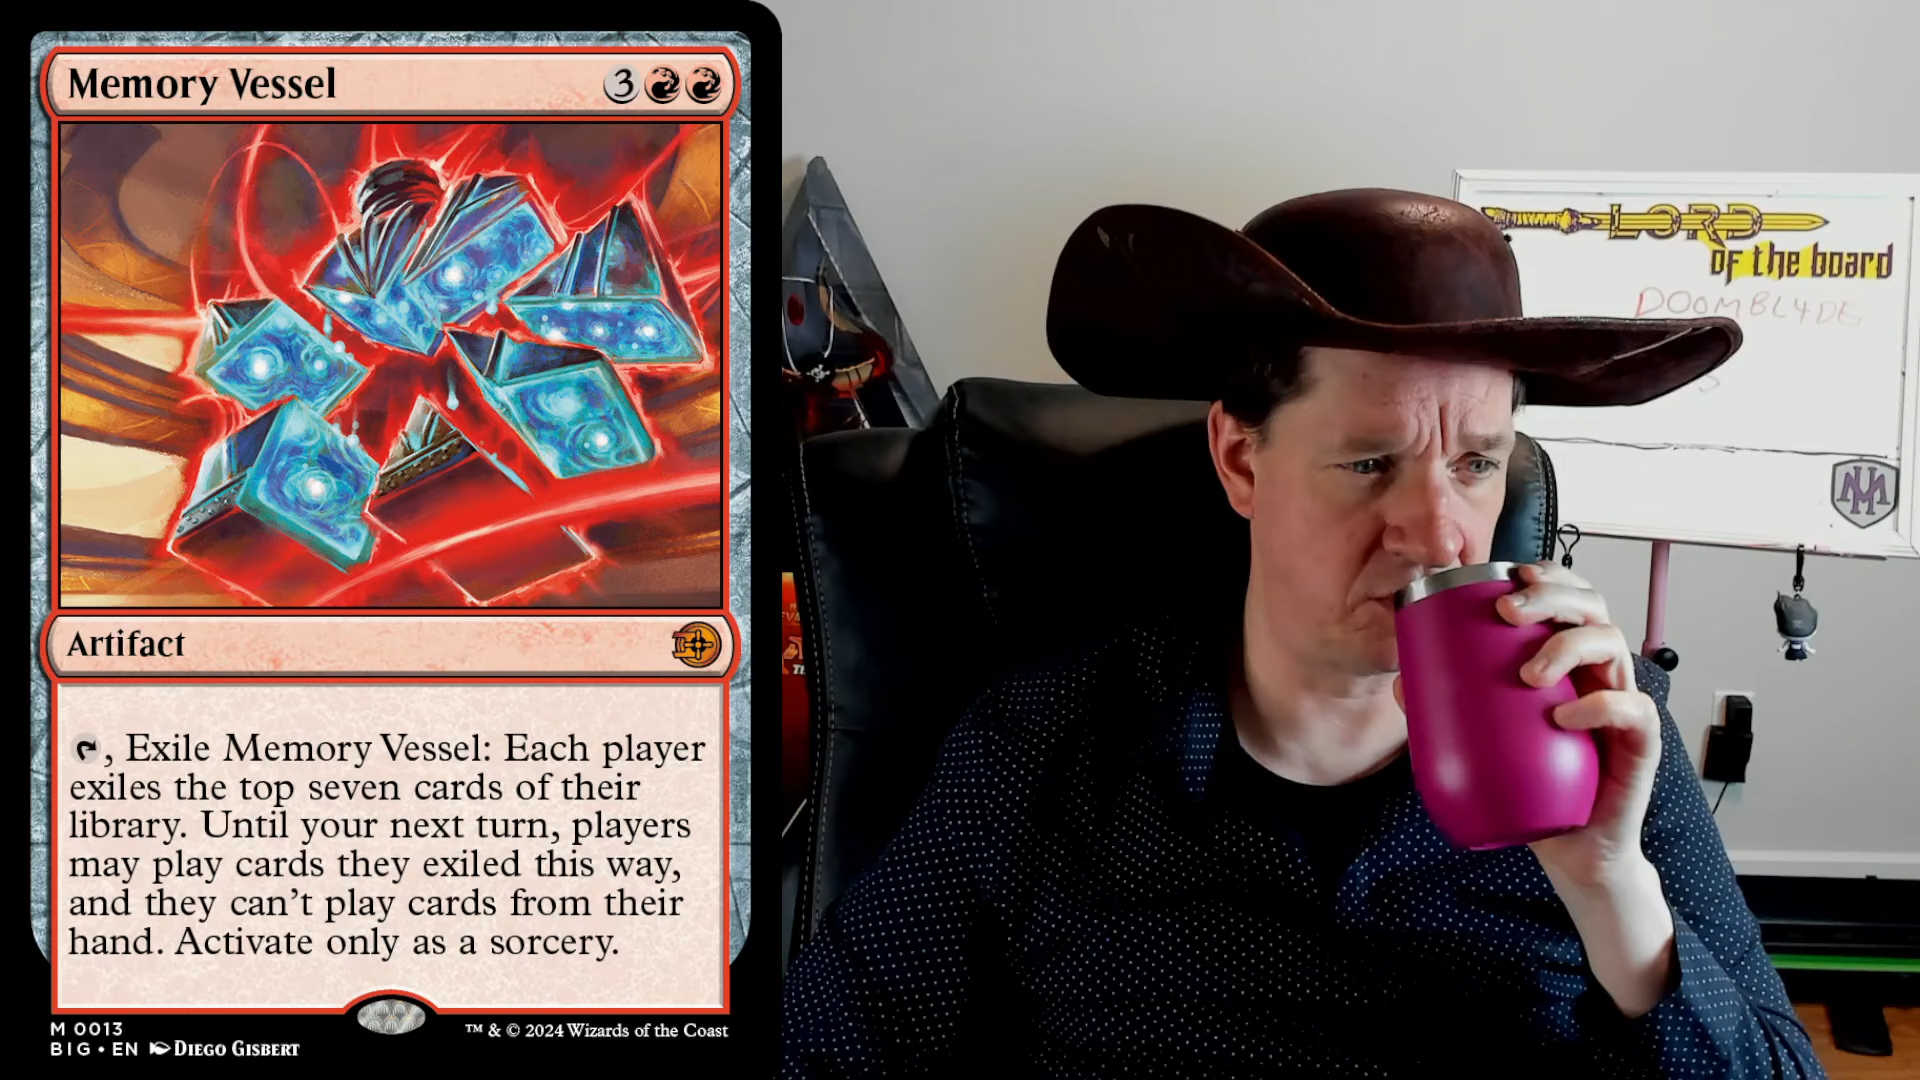 Memory Vessel
3
Artifact
, Exile Memory Vessel: Each player
exiles the top seven cards of their
library. Until your next turn, players
may play cards they exiled this way,
and they can't play cards from their
hand. Activate only as a sorcery.
M 0013
BIG • EN DIEGO GISBERT
™ & © 2024 Wizards of the Coast
LORD
of the board
DOOMBLADE